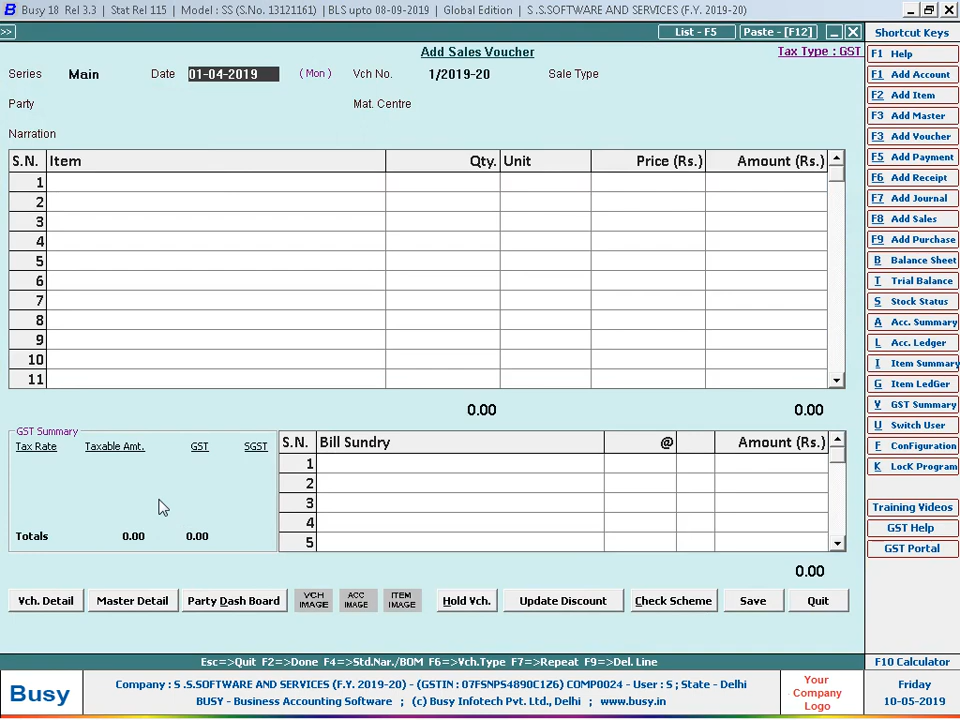 Busy 18 Rel 3.3 | Stat Rel 115 | Model : SS (S.No. 13121161) | BLS upto 08-09-2019 | Global Edition | S .S.SOFTWARE AND SERVICES (F.Y. 2019-20)
>> List - F5 Paste - [F12] Shortcut Keys
Add Sales Voucher
Tax Type : GST
Series Main Date 01-04-2019 ( Mon ) Vch No. 1/2019-20 Sale Type
Party Mat. Centre
Narration
S.N. Item Qty. Unit Price (Rs.) Amount (Rs.)
1
2
3
4
5
6
7
8
9
10
11
0.00 0.00
GST Summary
Tax Rate Taxable Amt. GST SGST
Totals 0.00 0.00
S.N. Bill Sundry @ Amount (Rs.)
1
2
3
4
5
0.00
Vch. Detail Master Detail Party Dash Board VCH IMAGE ACC IMAGE ITEM IMAGE Hold Vch. Update Discount Check Scheme Save Quit
F1 Help
F1 Add Account
F2 Add Item
F3 Add Master
F3 Add Voucher
F5 Add Payment
F6 Add Receipt
F7 Add Journal
F8 Add Sales
F9 Add Purchase
B Balance Sheet
T Trial Balance
S Stock Status
A Acc. Summary
L Acc. Ledger
I Item Summary
G Item LedGer
V GST Summary
U Switch User
F ConFiguration
K LocK Program
Training Videos
GST Help
GST Portal
Esc=>Quit F2=>Done F4=>Std.Nar./BOM F6=>Vch.Type F7=>Repeat F9=>Del. Line
F10 Calculator
Busy
Company : S .S.SOFTWARE AND SERVICES (F.Y. 2019-20) - (GSTIN : 07FSNPS4890C1Z6) COMP0024 - User : S ; State - Delhi
BUSY - Business Accounting Software ; (c) Busy Infotech Pvt. Ltd., Delhi ; www.busy.in
Your
Company
Logo
Friday
10-05-2019